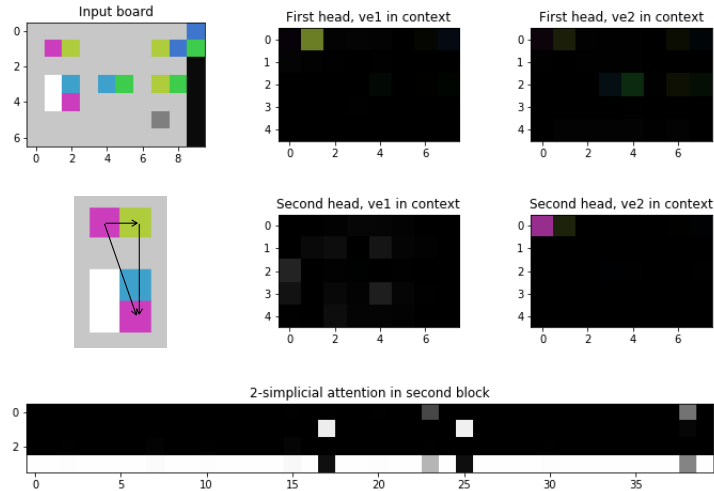 Input board
First head, ve1 in context
First head, ve2 in context
0
2
4
6
0 2 4 6 8
0
1
2
3
4
0 2 4 6
0
1
2
3
4
0 2 4 6
Second head, ve1 in context
Second head, ve2 in context
0
1
2
3
4
0 2 4 6
0
1
2
3
4
0 2 4 6
2-simplicial attention in second block
0
2
0 5 10 15 20 25 30 35